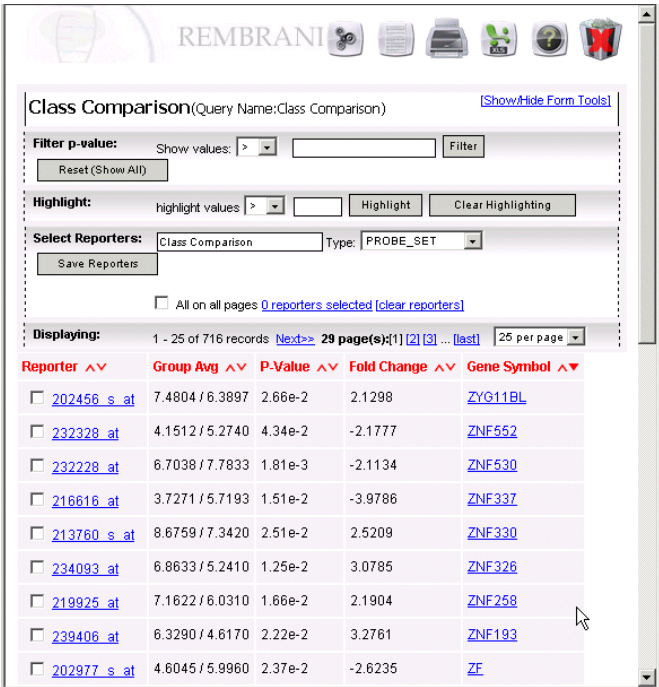 REMBRAN
XLS
Class Comparison(Query Name:Class Comparison) [Show/Hide Form Tools]
Filter p-value: Show values: > Filter
Reset (Show All)
Highlight: highlight values > Highlight Clear Highlighting
Select Reporters: Class Comparison Type: PROBE_SET
Save Reporters
All on all pages 0 reporters selected [clear reporters]
Displaying: 1 - 25 of 716 records Next>> 29 page(s):[1] [2] [3] ... [last] 25 per page
Reporter Group Avg P-Value Fold Change Gene Symbol
202456_s_at 7.4804 / 6.3897 2.66e-2 2.1298 ZYG11BL
232328_at 4.1512 / 5.2740 4.34e-2 -2.1777 ZNF552
232228_at 6.7038 / 7.7833 1.81e-3 -2.1134 ZNF530
216616_at 3.7271 / 5.7193 1.51e-2 -3.9786 ZNF337
213760_s_at 8.6759 / 7.3420 2.51e-2 2.5209 ZNF330
234093_at 6.8633 / 5.2410 1.25e-2 3.0785 ZNF326
219925_at 7.1622 / 6.0310 1.66e-2 2.1904 ZNF258
239406_at 6.3290 / 4.6170 2.22e-2 3.2761 ZNF193
202977_s_at 4.6045 / 5.9960 2.37e-2 -2.6235 ZF